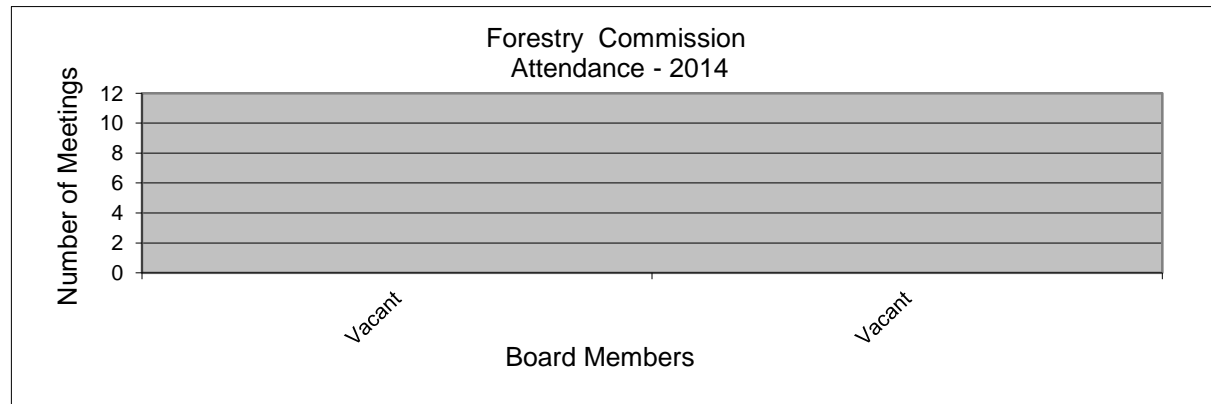 Forestry Commission
Attendance - 2014
Number of Meetings
12
10
8
6
4
2
0
Vacant
Vacant
Board Members